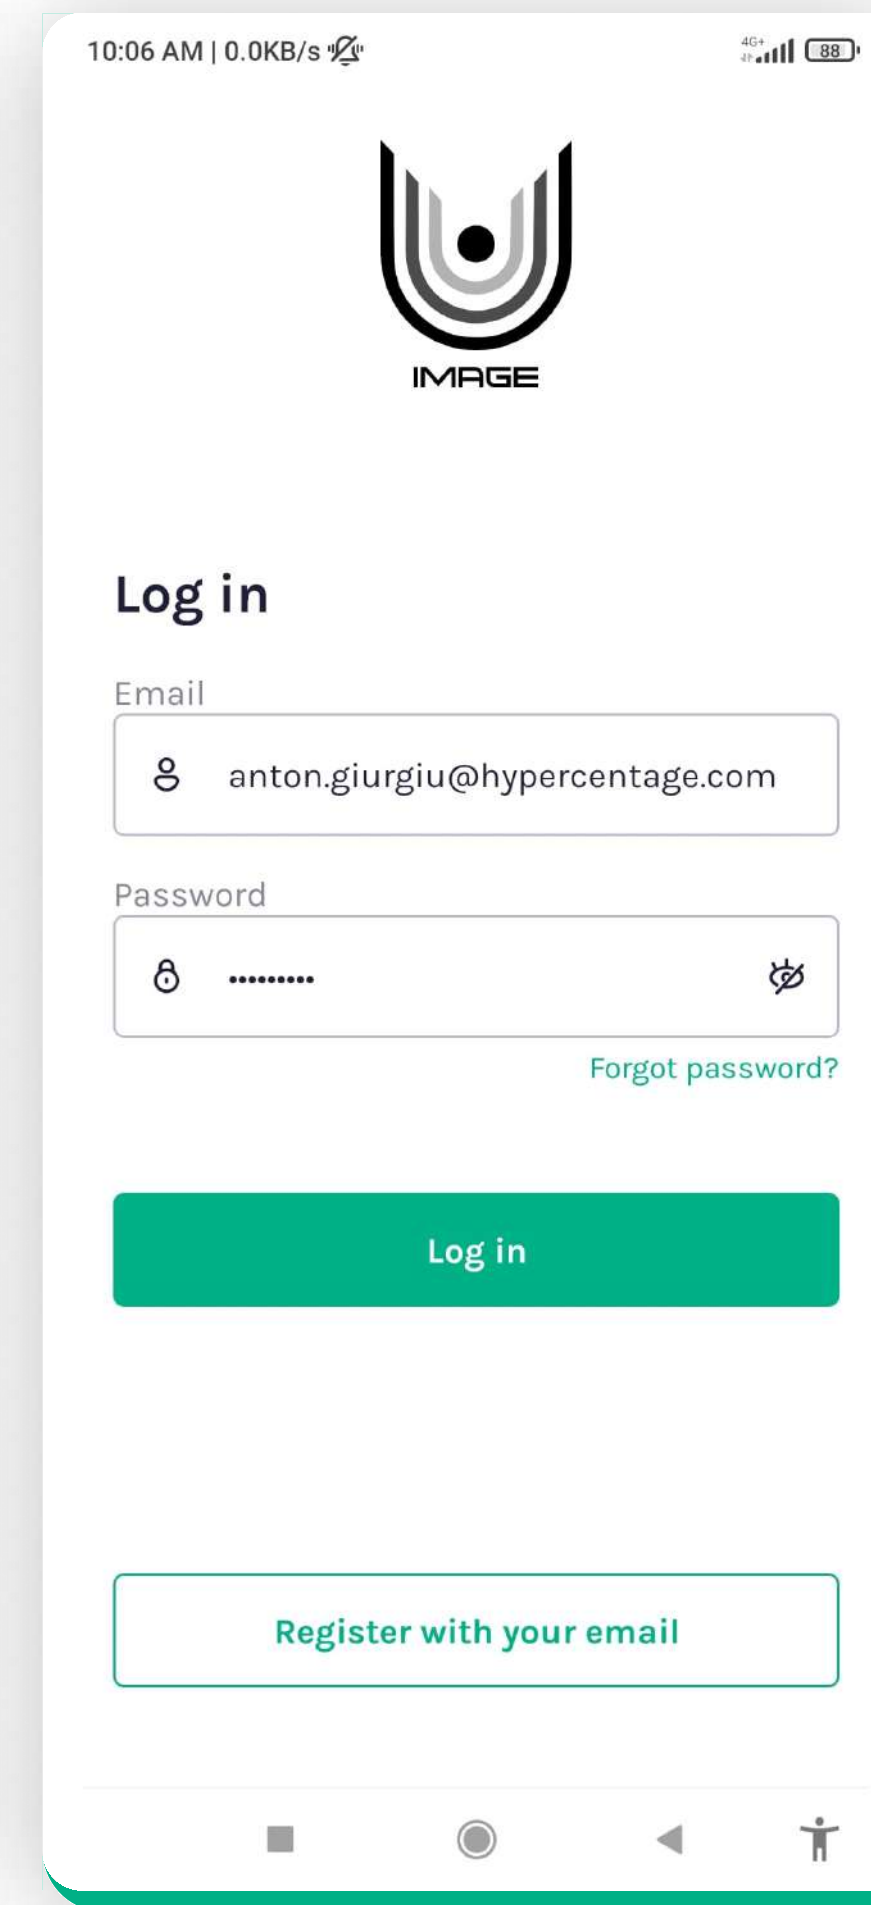 10:06 AM | 0.0KB/s
4G+
88
IMAGE
Log in
Email
anton.giurgiu@hypercentage.com
Password
•••••••••
Forgot password?
Log in
Register with your email